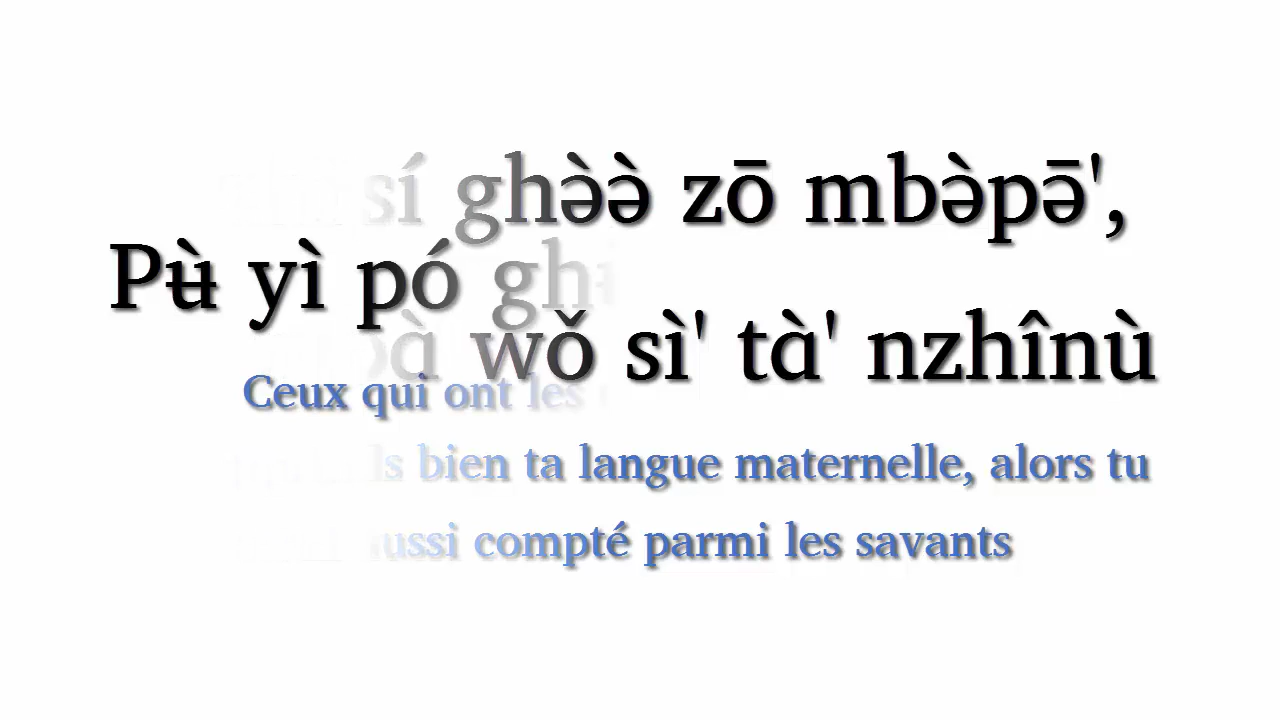 sí ghə̀ə̀ zō mbə̀pə̄',
Pʉ̀ yì pó
wǒ sì' tà' nzhînù
Ceux qui ont les
bien ta langue maternelle, alors tu
compté parmi les savants